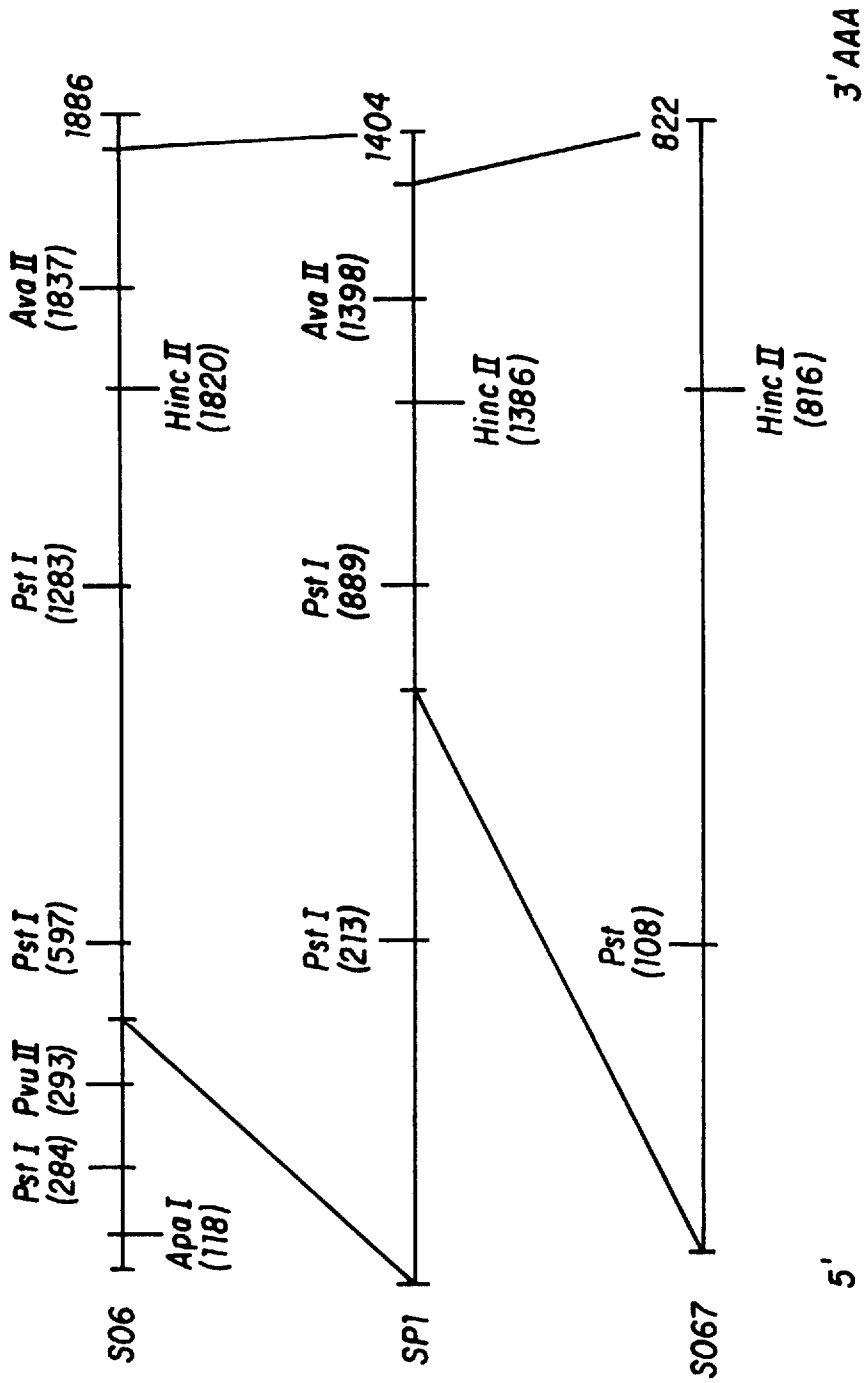 SO6
Pst I
(284)
Pvu II
(293)
Pst I
(597)
Pst I
(1283)
Ava II
(1837)
1886
Apa I
(118)
Hinc II
(1820)
SP1
Pst I
(213)
Pst I
(889)
Ava II
(1398)
1404
Hinc II
(1386)
SO67
Pst
(108)
822
Hinc II
(816)
5'
3' AAA